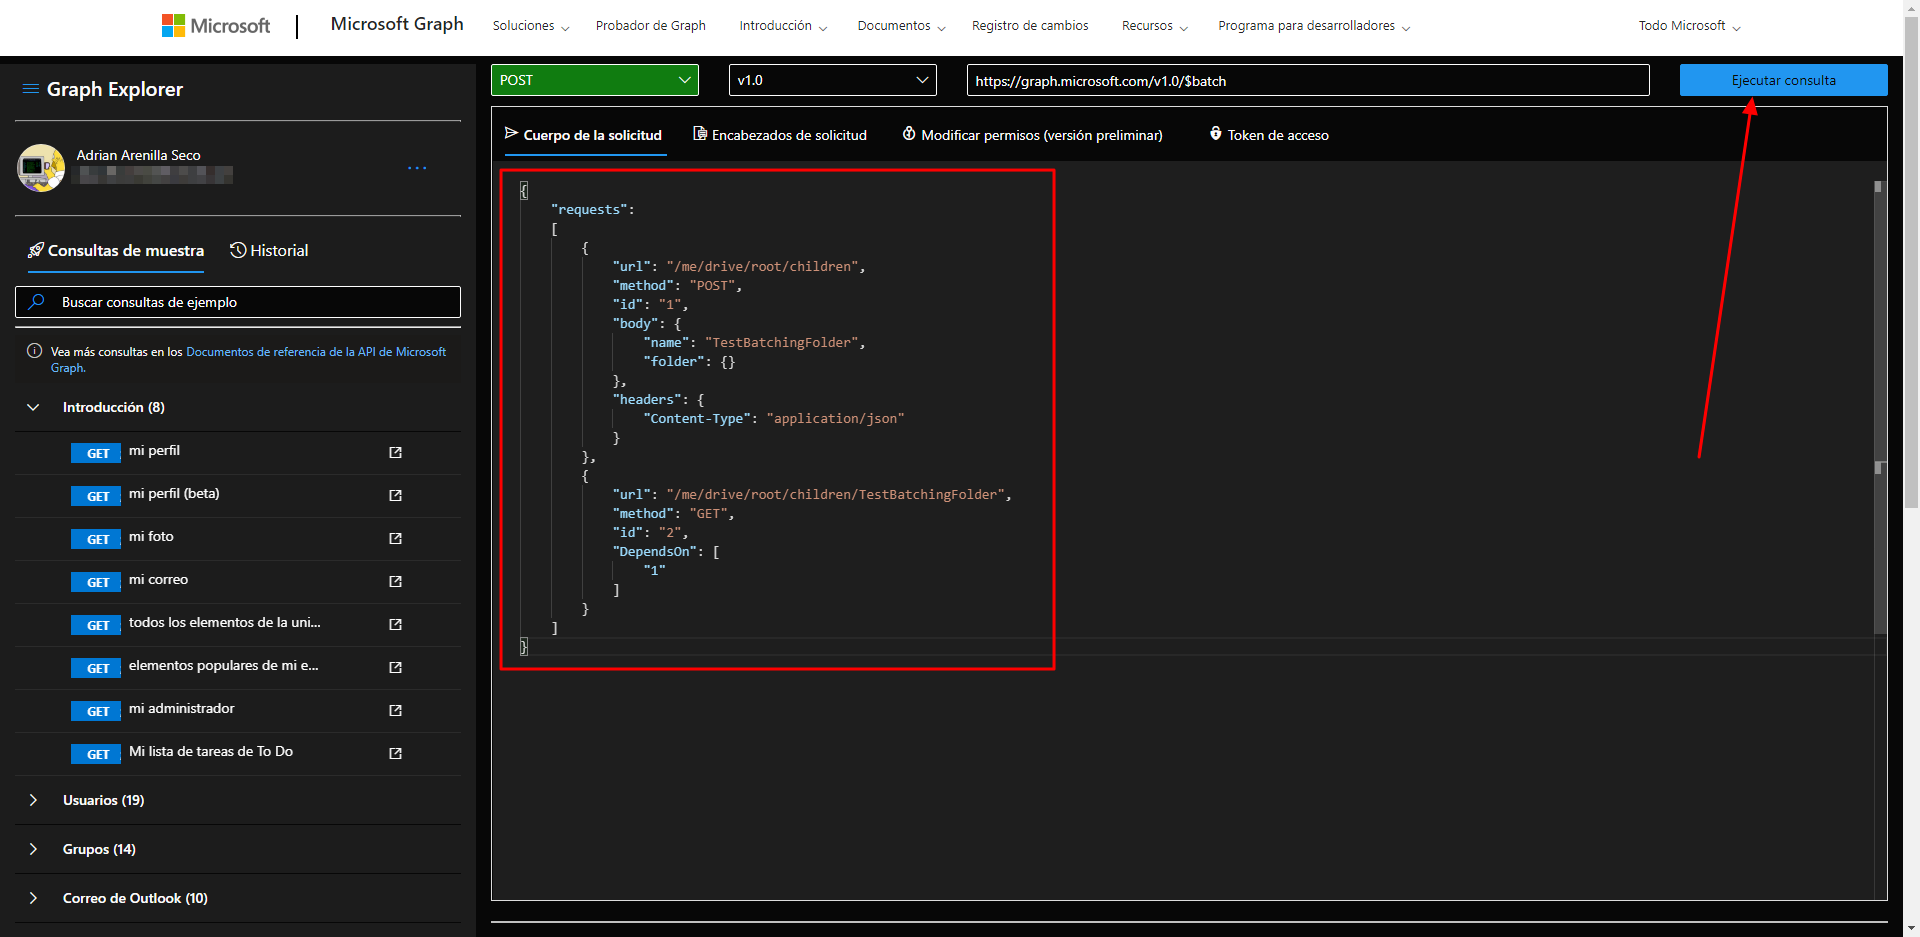 Microsoft | Microsoft Graph Soluciones Probador de Graph Introducción Documentos Registro de cambios Recursos Programa para desarrolladores Todo Microsoft
Graph Explorer
Adrian Arenilla Seco
...
Consultas de muestra Historial
Buscar consultas de ejemplo
Vea más consultas en los Documentos de referencia de la API de Microsoft
Graph.
Introducción (8)
GET mi perfil
GET mi perfil (beta)
GET mi foto
GET mi correo
GET todos los elementos de la uni...
GET elementos populares de mi e...
GET mi administrador
GET Mi lista de tareas de To Do
Usuarios (19)
Grupos (14)
Correo de Outlook (10)
POST v1.0 https://graph.microsoft.com/v1.0/$batch Ejecutar consulta
Cuerpo de la solicitud Encabezados de solicitud Modificar permisos (versión preliminar) Token de acceso
{
"requests":
[
{
"url": "/me/drive/root/children",
"method": "POST",
"id": "1",
"body": {
"name": "TestBatchingFolder",
"folder": {}
},
"headers": {
"Content-Type": "application/json"
}
},
{
"url": "/me/drive/root/children/TestBatchingFolder",
"method": "GET",
"id": "2",
"DependsOn": [
"1"
]
}
]
}